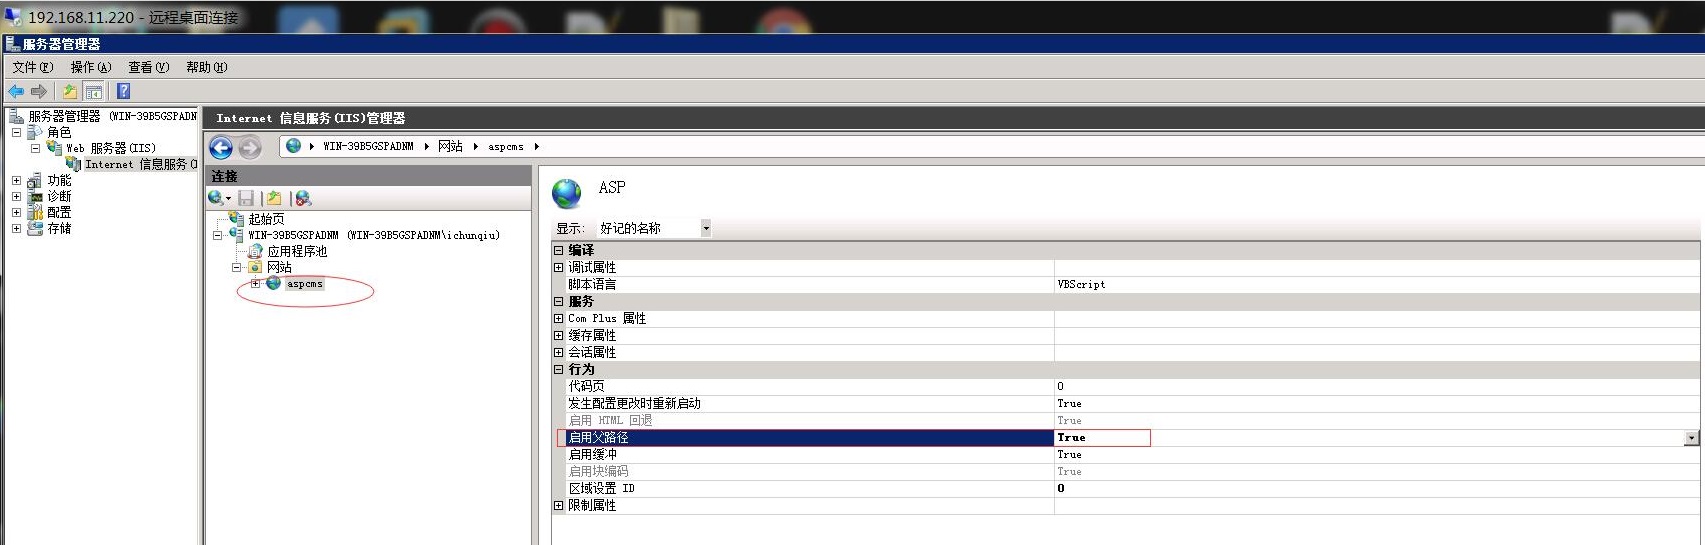 192.168.11.220 - 远程桌面连接
服务器管理器
文件(F) 操作(A) 查看(V) 帮助(H)
服务器管理器 (WIN-39B5GSPADN
角色
Web 服务器(IIS)
Internet 信息服务(I
功能
诊断
配置
存储
Internet 信息服务(IIS)管理器
WIN-39B5GSPADNM 网站 aspcms
连接
起始页
WIN-39B5GSPADNM (WIN-39B5GSPADNM\ichunqiu)
应用程序池
网站
aspcms
ASP
显示: 好记的名称
编译
调试属性
脚本语言 VBScript
服务
Com Plus 属性
缓存属性
会话属性
行为
代码页 0
发生配置更改时重新启动 True
启用 HTML 回退 True
启用父路径 True
启用缓冲 True
启用块编码 True
区域设置 ID 0
限制属性